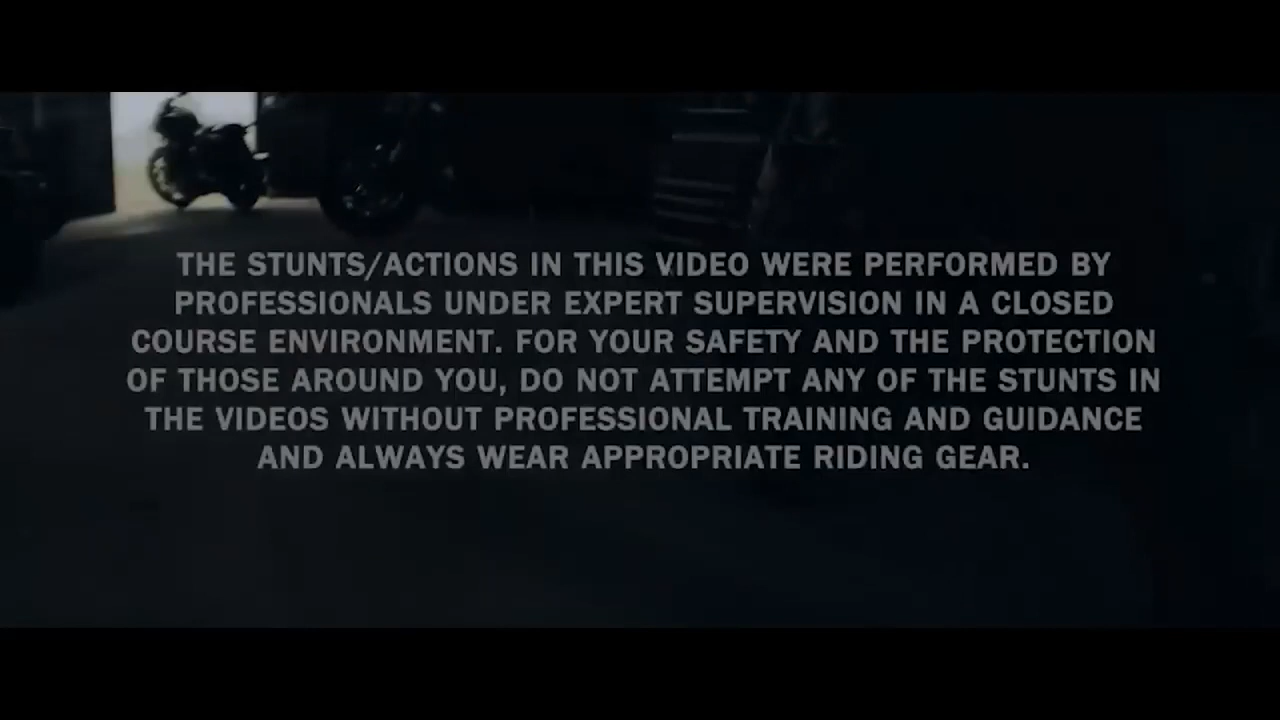 THE STUNTS/ACTIONS IN THIS VIDEO WERE PERFORMED BY
PROFESSIONALS UNDER EXPERT SUPERVISION IN A CLOSED
COURSE ENVIRONMENT. FOR YOUR SAFETY AND THE PROTECTION
OF THOSE AROUND YOU, DO NOT ATTEMPT ANY OF THE STUNTS IN
THE VIDEOS WITHOUT PROFESSIONAL TRAINING AND GUIDANCE
AND ALWAYS WEAR APPROPRIATE RIDING GEAR.